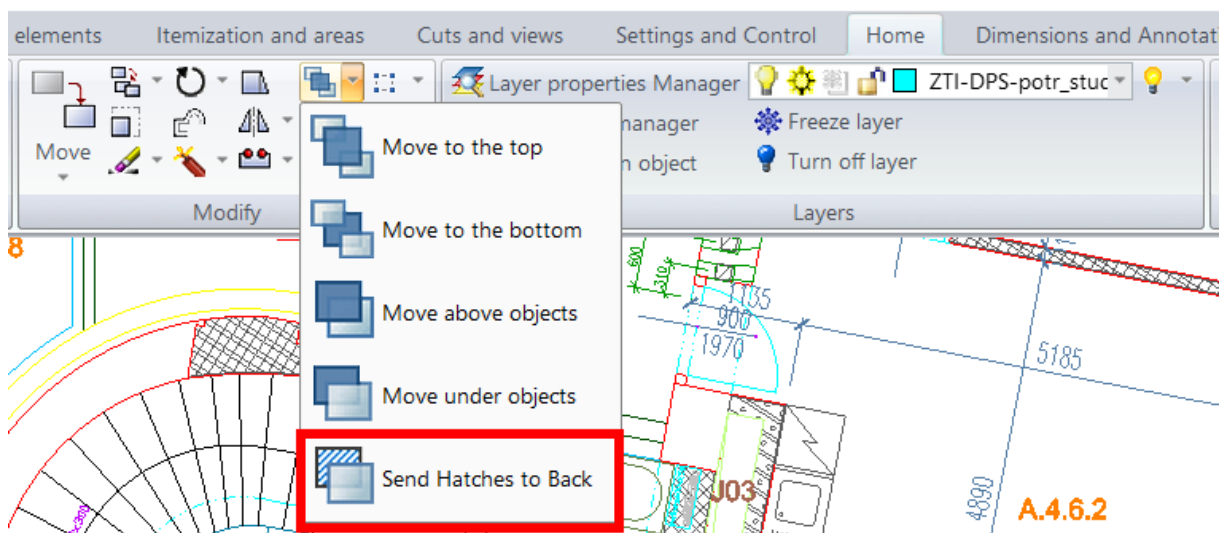 elements Itemization and areas Cuts and views Settings and Control Home Dimensions and Annotat
Layer properties Manager ZTI-DPS-potr_stuc
Move
manager Freeze layer
object Turn off layer
Modify Layers
Move to the top
Move to the bottom
Move above objects
Move under objects
Send Hatches to Back
8
600
310
1135
900
1970
5185
J03
4890
A.4.6.2